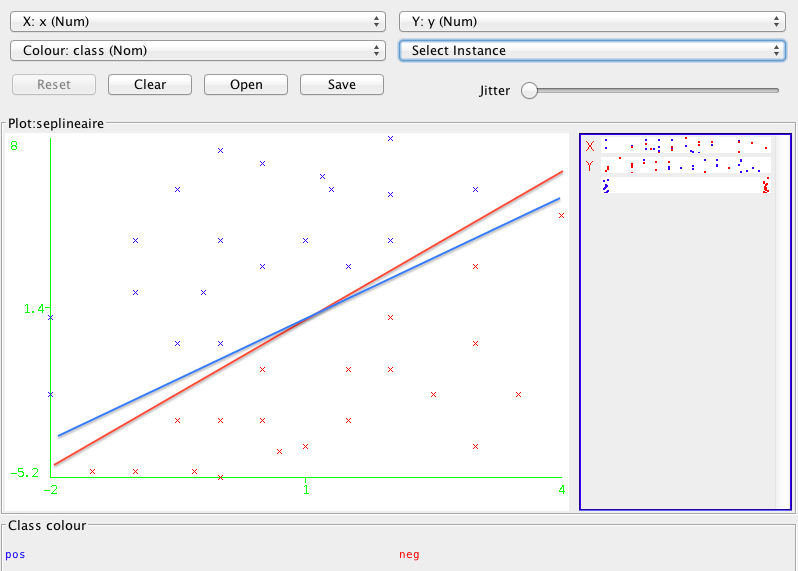 X: x (Num)
Y: y (Num)
Colour: class (Nom)
Select Instance
Reset
Clear
Open
Save
Jitter
Plot:seplineaire
8
1.4
-5.2
-2
1
4
X
Y
Class colour
pos
neg